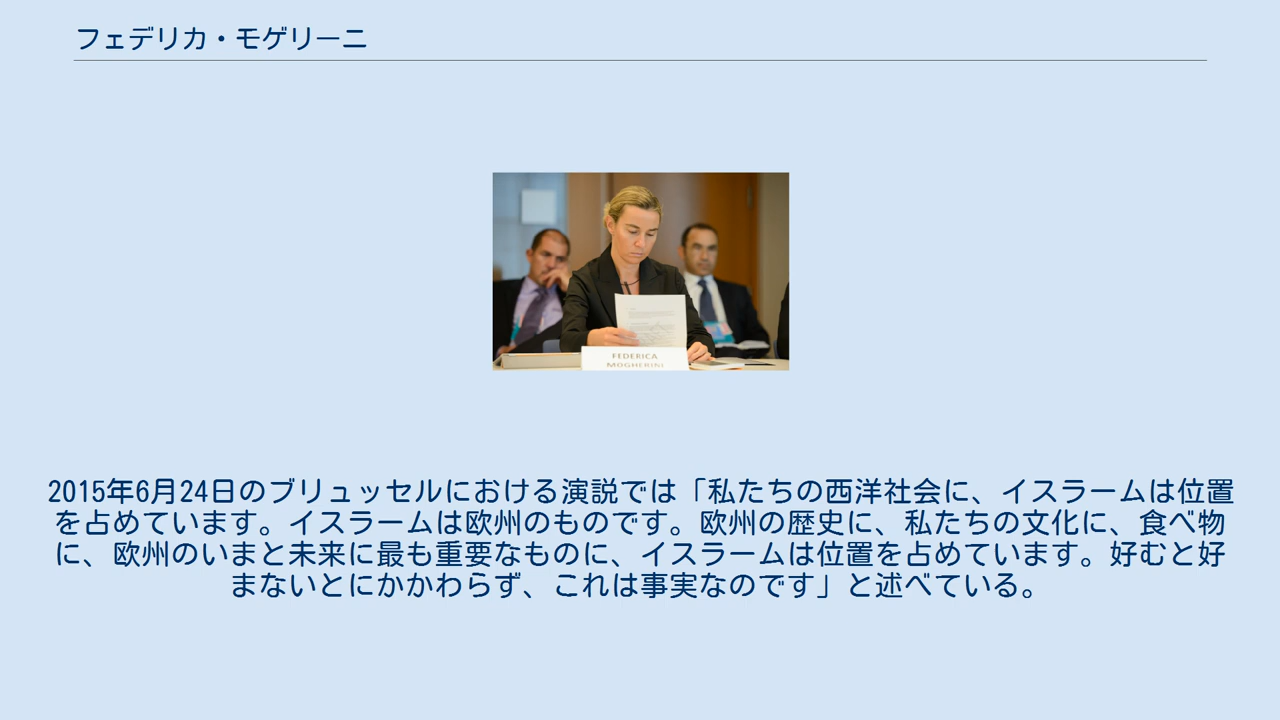 フェデリカ・モゲリーニ
FEDERICA
MOGHERINI
2015年6月24日のブリュッセルにおける演説では「私たちの西洋社会に、イスラームは位置
を占めています。イスラームは欧州のものです。欧州の歴史に、私たちの文化に、食べ物
に、欧州のいまと未来に最も重要なものに、イスラームは位置を占めています。好むと好
まないとにかかわらず、これは事実なのです」と述べている。